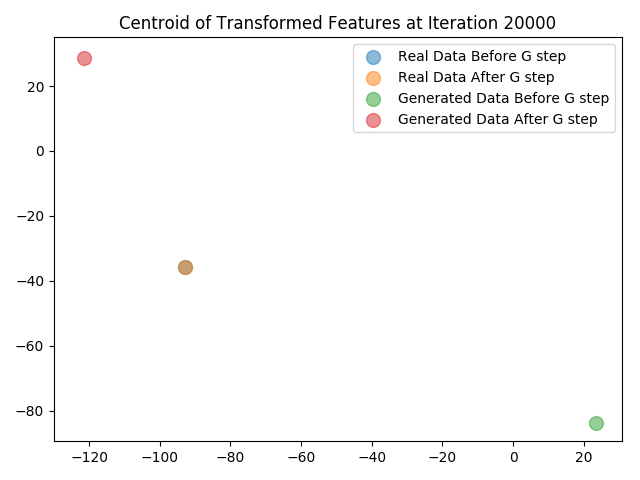 Centroid of Transformed Features at Iteration 20000
Real Data Before G step
Real Data After G step
Generated Data Before G step
Generated Data After G step
20
0
−20
−40
−60
−80
−120
−100
−80
−60
−40
−20
0
20